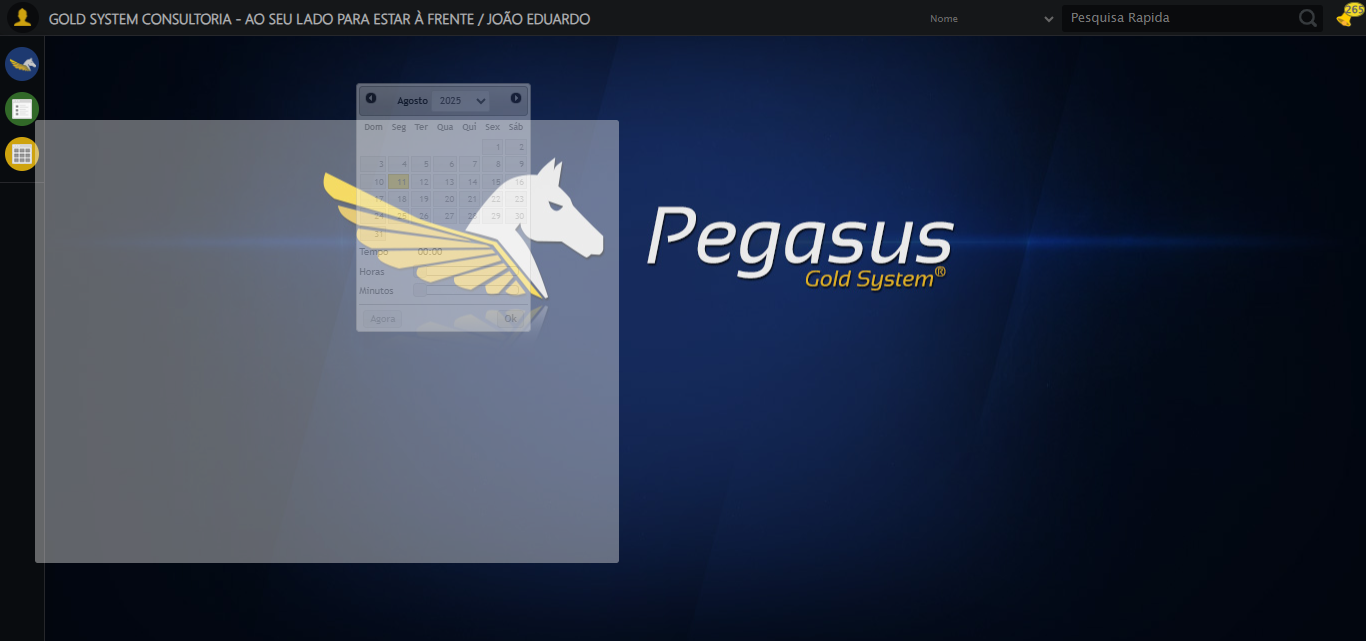 GOLD SYSTEM CONSULTORIA - AO SEU LADO PARA ESTAR À FRENTE / JOÃO EDUARDO
Nome
Pesquisa Rapida
265
Agosto 2025
Dom Seg Ter Qua Qui Sex Sáb
1 2
3 4 5 6 7 8 9
10 11 12 13 14 15 16
17 18 19 20 21 22 23
24 25 26 27 28 29 30
31
Tempo 00:00
Horas
Minutos
Agora Ok
Pegasus
Gold System®